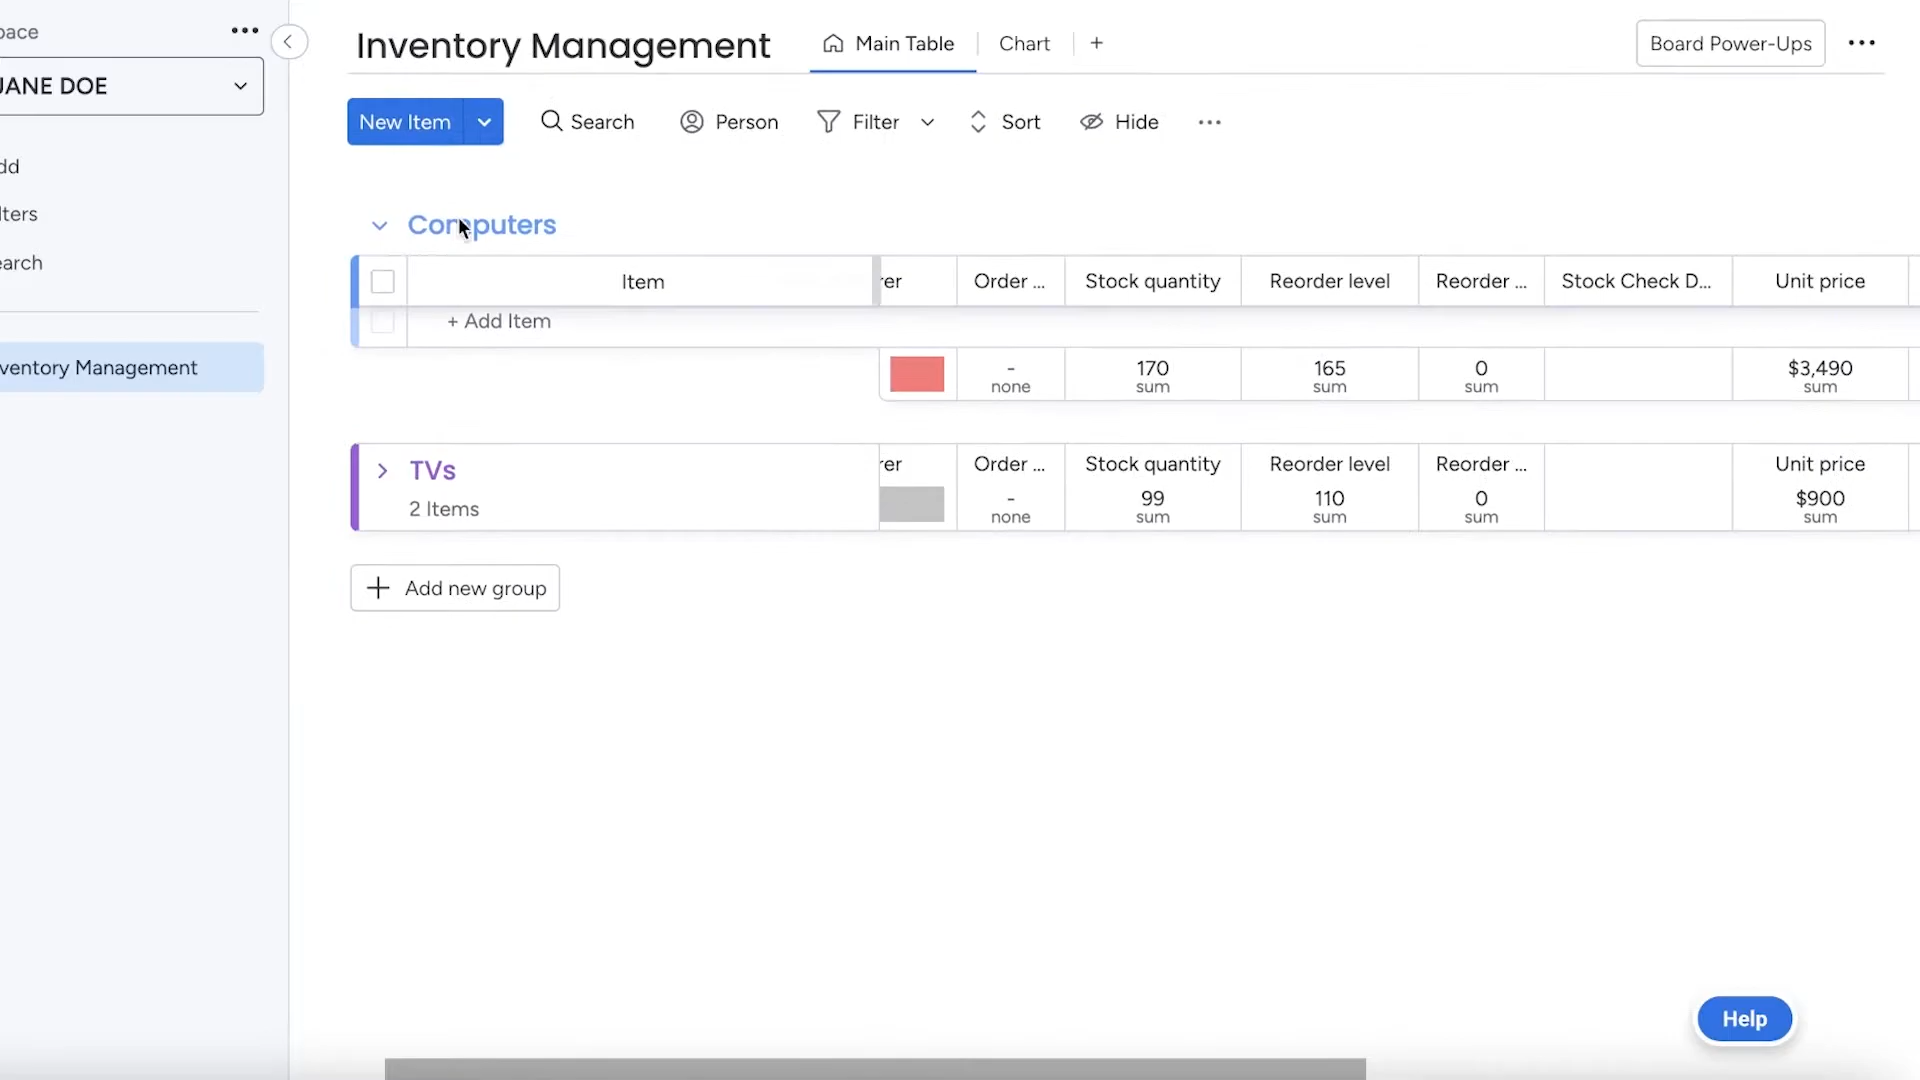 pace
JANE DOE
dd
lters
earch
ventory Management
Inventory Management
Main Table
Chart
+
Board Power-Ups
New Item
Search
Person
Filter
Sort
Hide
Computers
Item
rer
Order ...
Stock quantity
Reorder level
Reorder ...
Stock Check D...
Unit price
+ Add Item
-
none
170
sum
165
sum
0
sum
$3,490
sum
TVs
2 Items
rer
Order ...
-
none
Stock quantity
99
sum
Reorder level
110
sum
Reorder ...
0
sum
Unit price
$900
sum
+ Add new group
Help